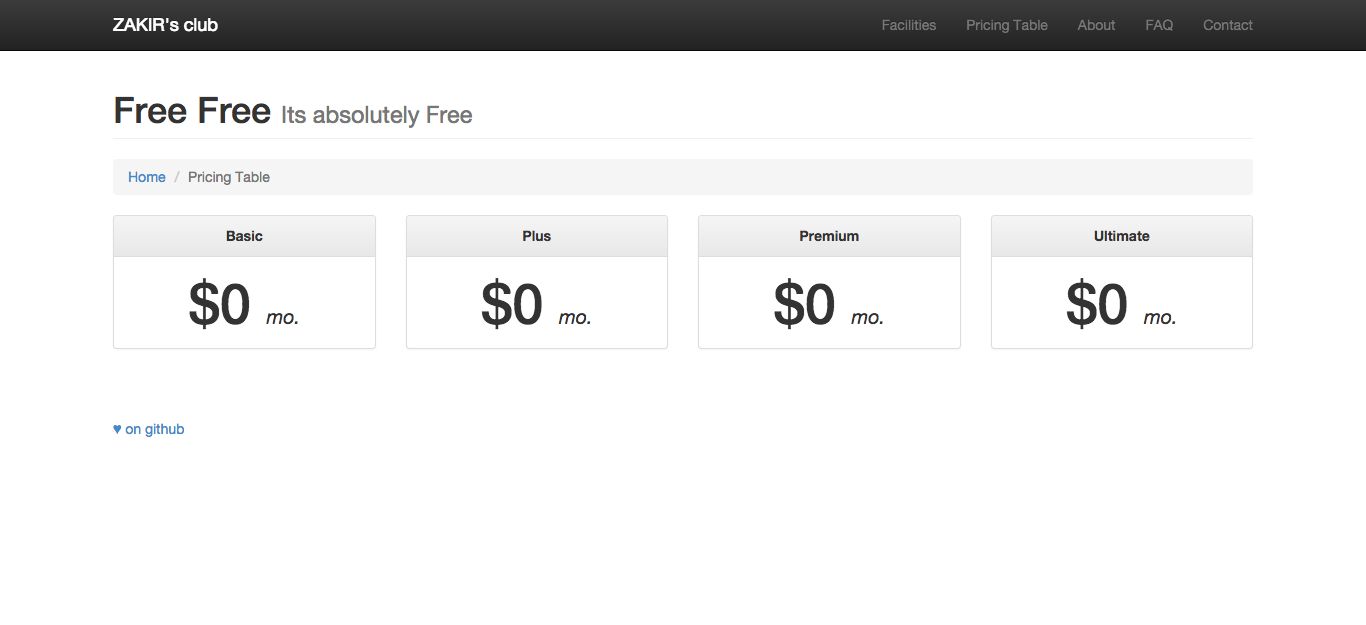 ZAKIR's club Facilities Pricing Table About FAQ Contact
Free Free Its absolutely Free
Home / Pricing Table
Basic Plus Premium Ultimate
$0 mo. $0 mo. $0 mo. $0 mo.
♥ on github